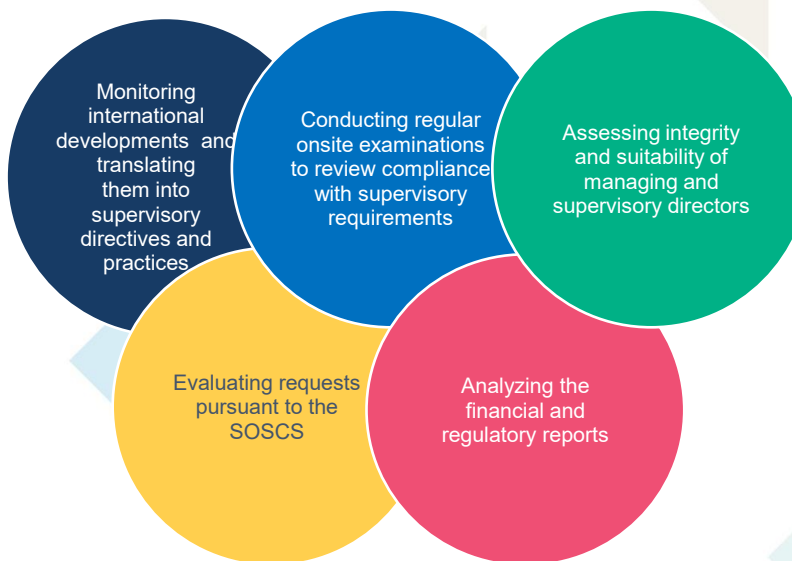 Monitoring
international
developments and
translating
them into
supervisory
directives and
practices
Conducting regular
onsite examinations
to review compliance
with supervisory
requirements
Assessing integrity
and suitability of
managing and
supervisory directors
Evaluating requests
pursuant to the
SOSCS
Analyzing the
financial and
regulatory reports